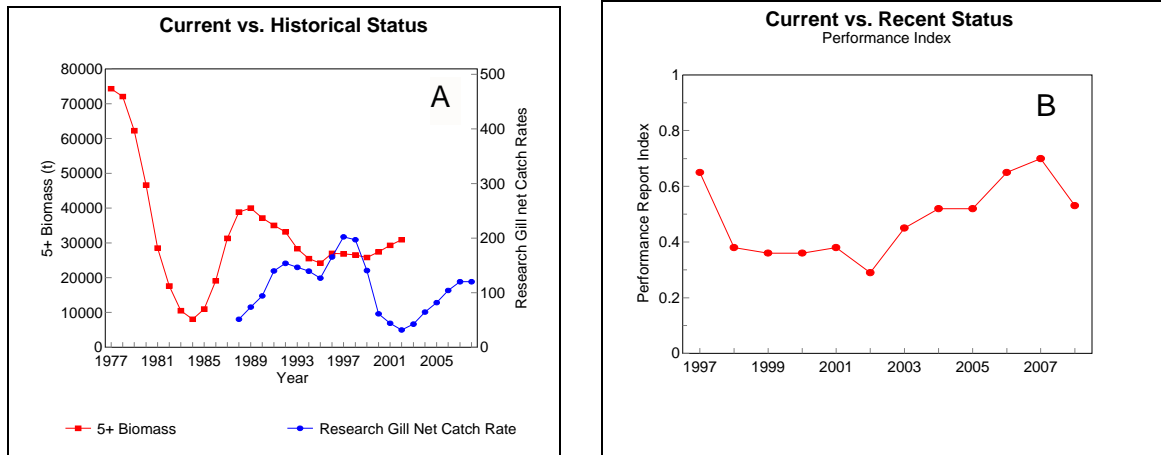 Current vs. Historical Status
A
80000
70000
60000
50000
40000
30000
20000
10000
0
5+ Biomass (t)
500
400
300
200
100
0
Research Gill net Catch Rates
1977 1981 1985 1989 1993 1997 2001 2005
Year
5+ Biomass Research Gill Net Catch Rate
Current vs. Recent Status
Performance Index
B
1
0.8
0.6
0.4
0.2
0
Performance Report Index
1997 1999 2001 2003 2005 2007